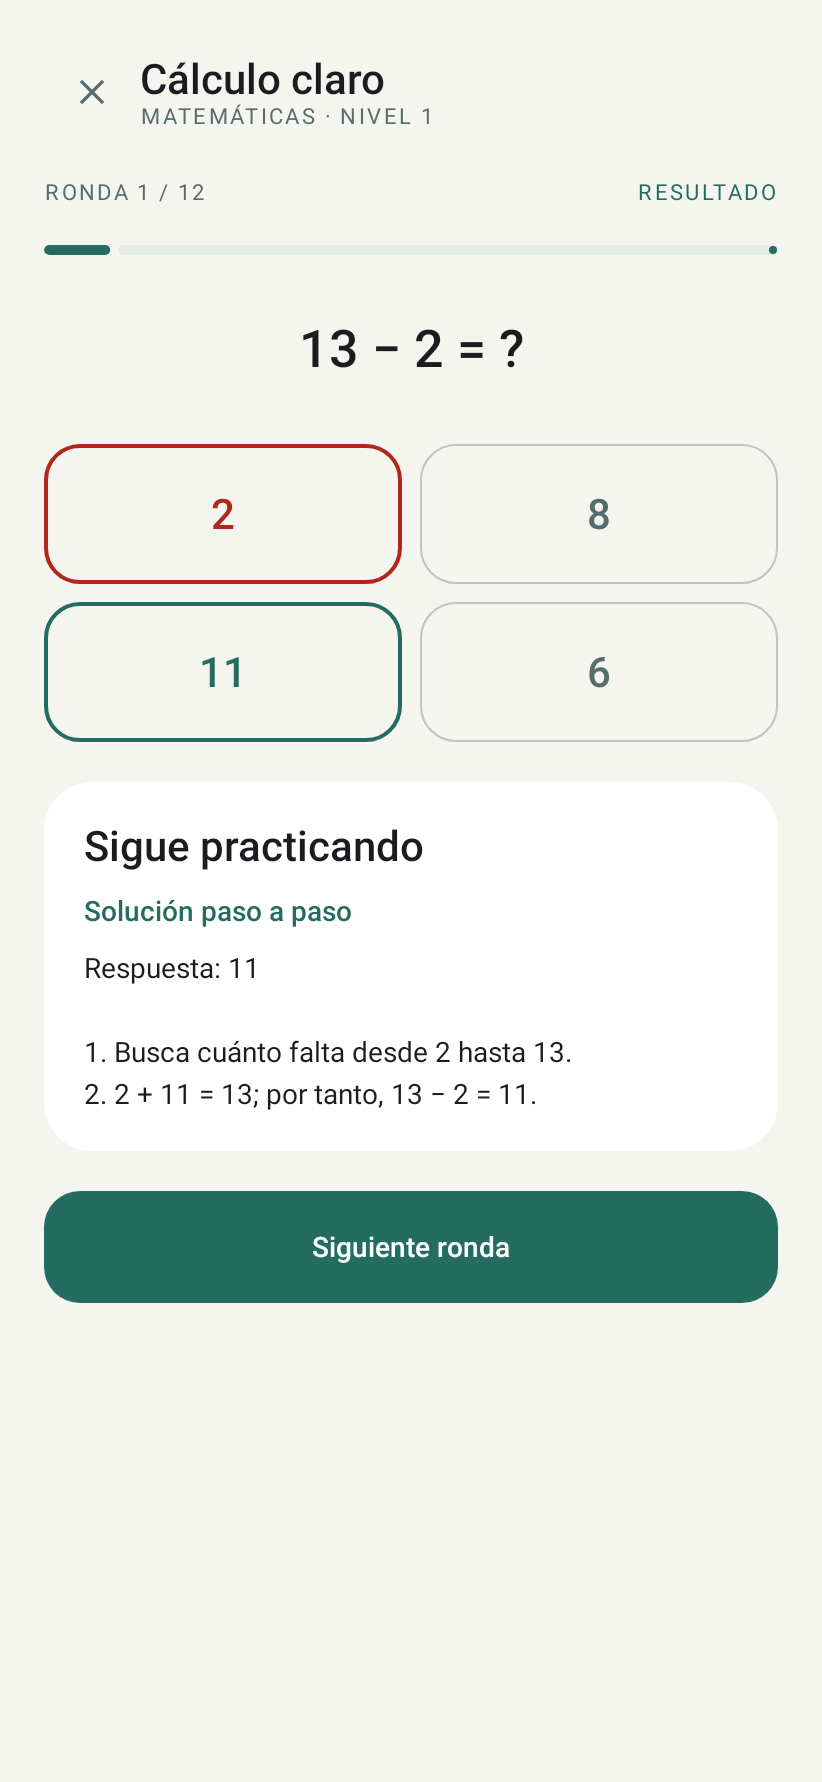 Cálculo claro
MATEMÁTICAS · NIVEL 1
RONDA 1 / 12
RESULTADO
13 − 2 = ?
2
8
11
6
Sigue practicando
Solución paso a paso
Respuesta: 11
1. Busca cuánto falta desde 2 hasta 13.
2. 2 + 11 = 13; por tanto, 13 − 2 = 11.
Siguiente ronda